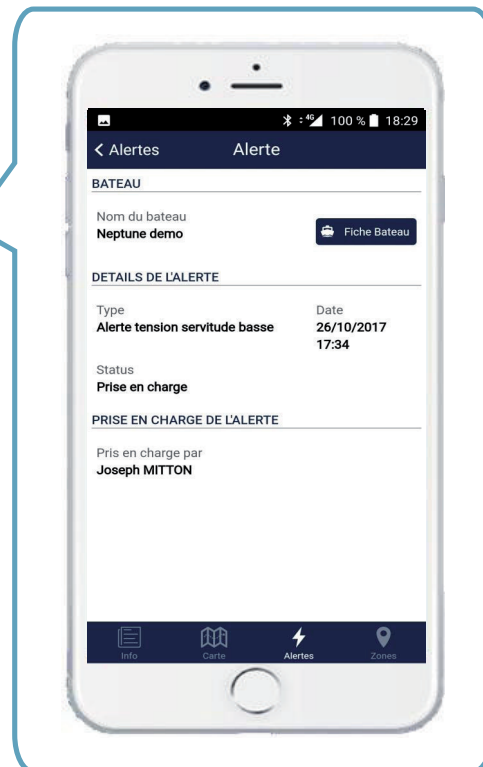 4G 100 % 18:29
Alertes Alerte
BATEAU
Nom du bateau
Neptune demo
Fiche Bateau
DETAILS DE L'ALERTE
Type Date
Alerte tension servitude basse 26/10/2017
17:34
Status
Prise en charge
PRISE EN CHARGE DE L'ALERTE
Pris en charge par
Joseph MITTON
Info Carte Alertes Zones